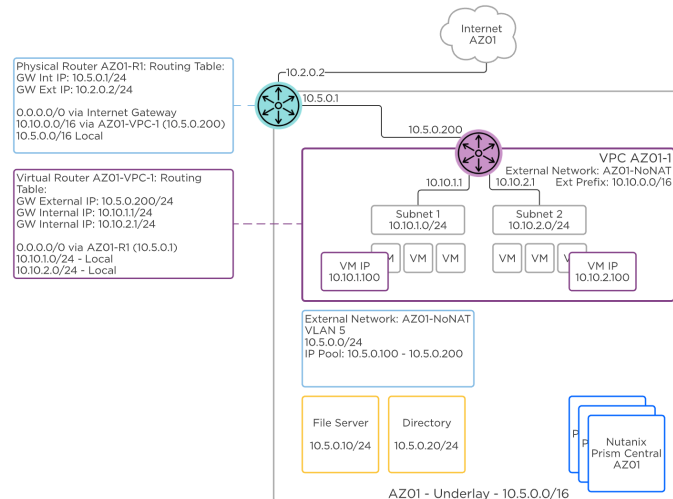 Internet
AZ01
Physical Router AZ01-R1: Routing Table:
GW Int IP: 10.5.0.1/24
GW Ext IP: 10.2.0.2/24
0.0.0.0/0 via Internet Gateway
10.10.0.0/16 via AZ01-VPC-1 (10.5.0.200)
10.5.0.0/16 Local
10.2.0.2
10.5.0.1
10.5.0.200
Virtual Router AZ01-VPC-1: Routing
Table:
GW External IP: 10.5.0.200/24
GW Internal IP: 10.10.1.1/24
GW Internal IP: 10.10.2.1/24
0.0.0.0/0 via AZ01-R1 (10.5.0.1)
10.10.1.0/24 - Local
10.10.2.0/24 - Local
VPC AZ01-1
External Network: AZ01-NoNAT
Ext Prefix: 10.10.0.0/16
10.10.1.1
10.10.2.1
Subnet 1
10.10.1.0/24
Subnet 2
10.10.2.0/24
VM
VM
VM
VM
VM IP
10.10.1.100
VM IP
10.10.2.100
External Network: AZ01-NoNAT
VLAN 5
10.5.0.0/24
IP Pool: 10.5.0.100 - 10.5.0.200
File Server
10.5.0.10/24
Directory
10.5.0.20/24
Nutanix
Prism Central
AZ01
AZ01 - Underlay - 10.5.0.0/16